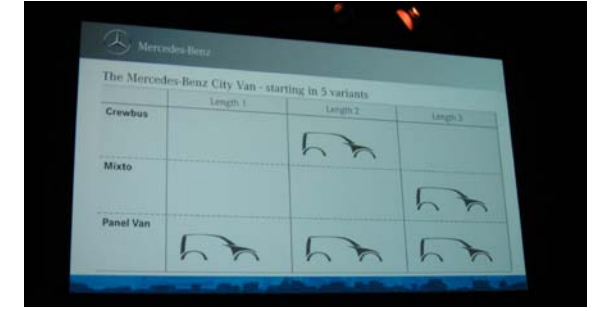 Mercedes-Benz
The Mercedes-Benz City Van - starting in 5 variants
Length 1 Length 2 Length 3
Crewbus
Mixto
Panel Van